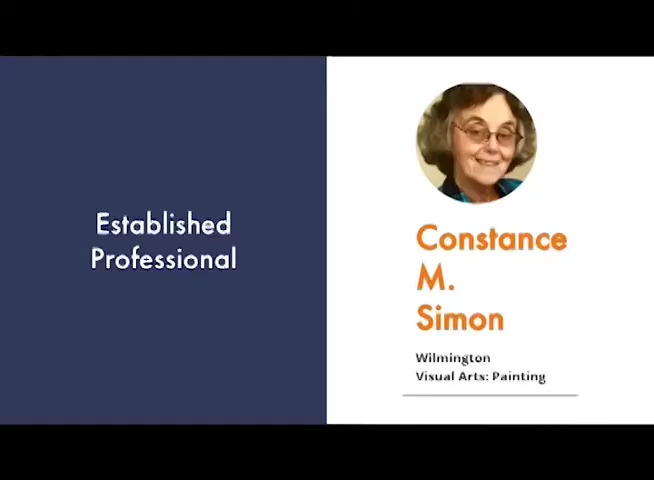 Established
Professional
Constance
M.
Simon
Wilmington
Visual Arts: Painting